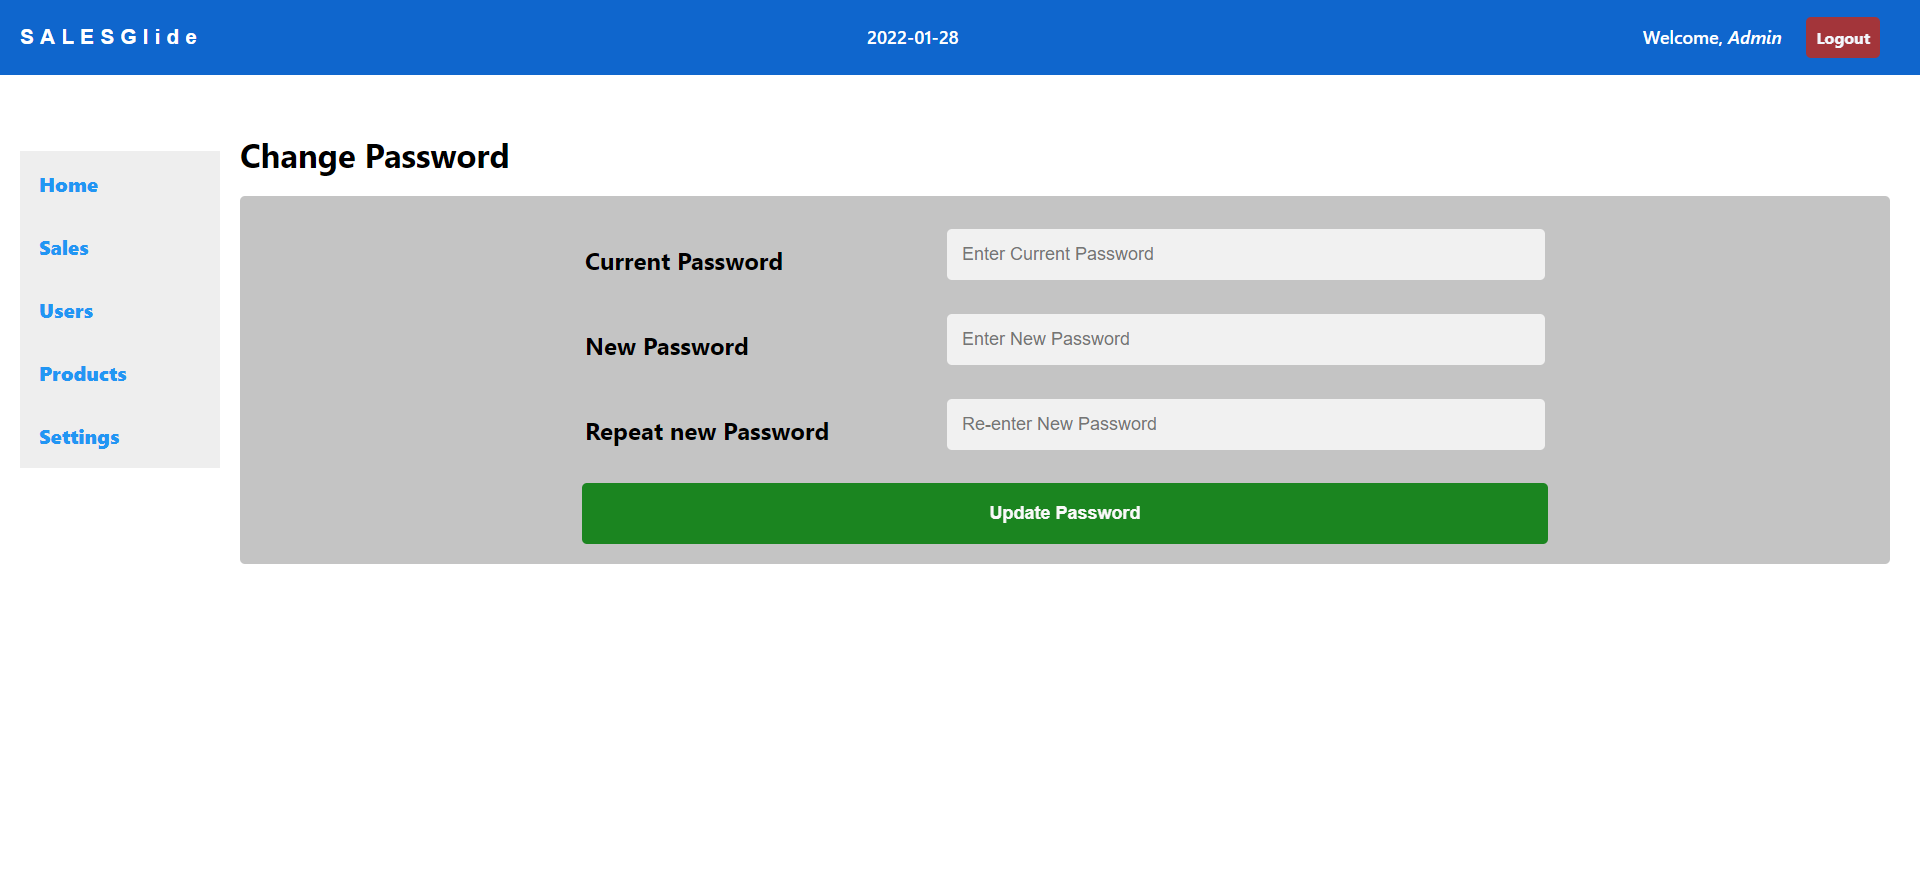 SALESGlide
2022-01-28
Welcome, Admin
Logout
Home
Sales
Users
Products
Settings
Change Password
Current Password
Enter Current Password
New Password
Enter New Password
Repeat new Password
Re-enter New Password
Update Password